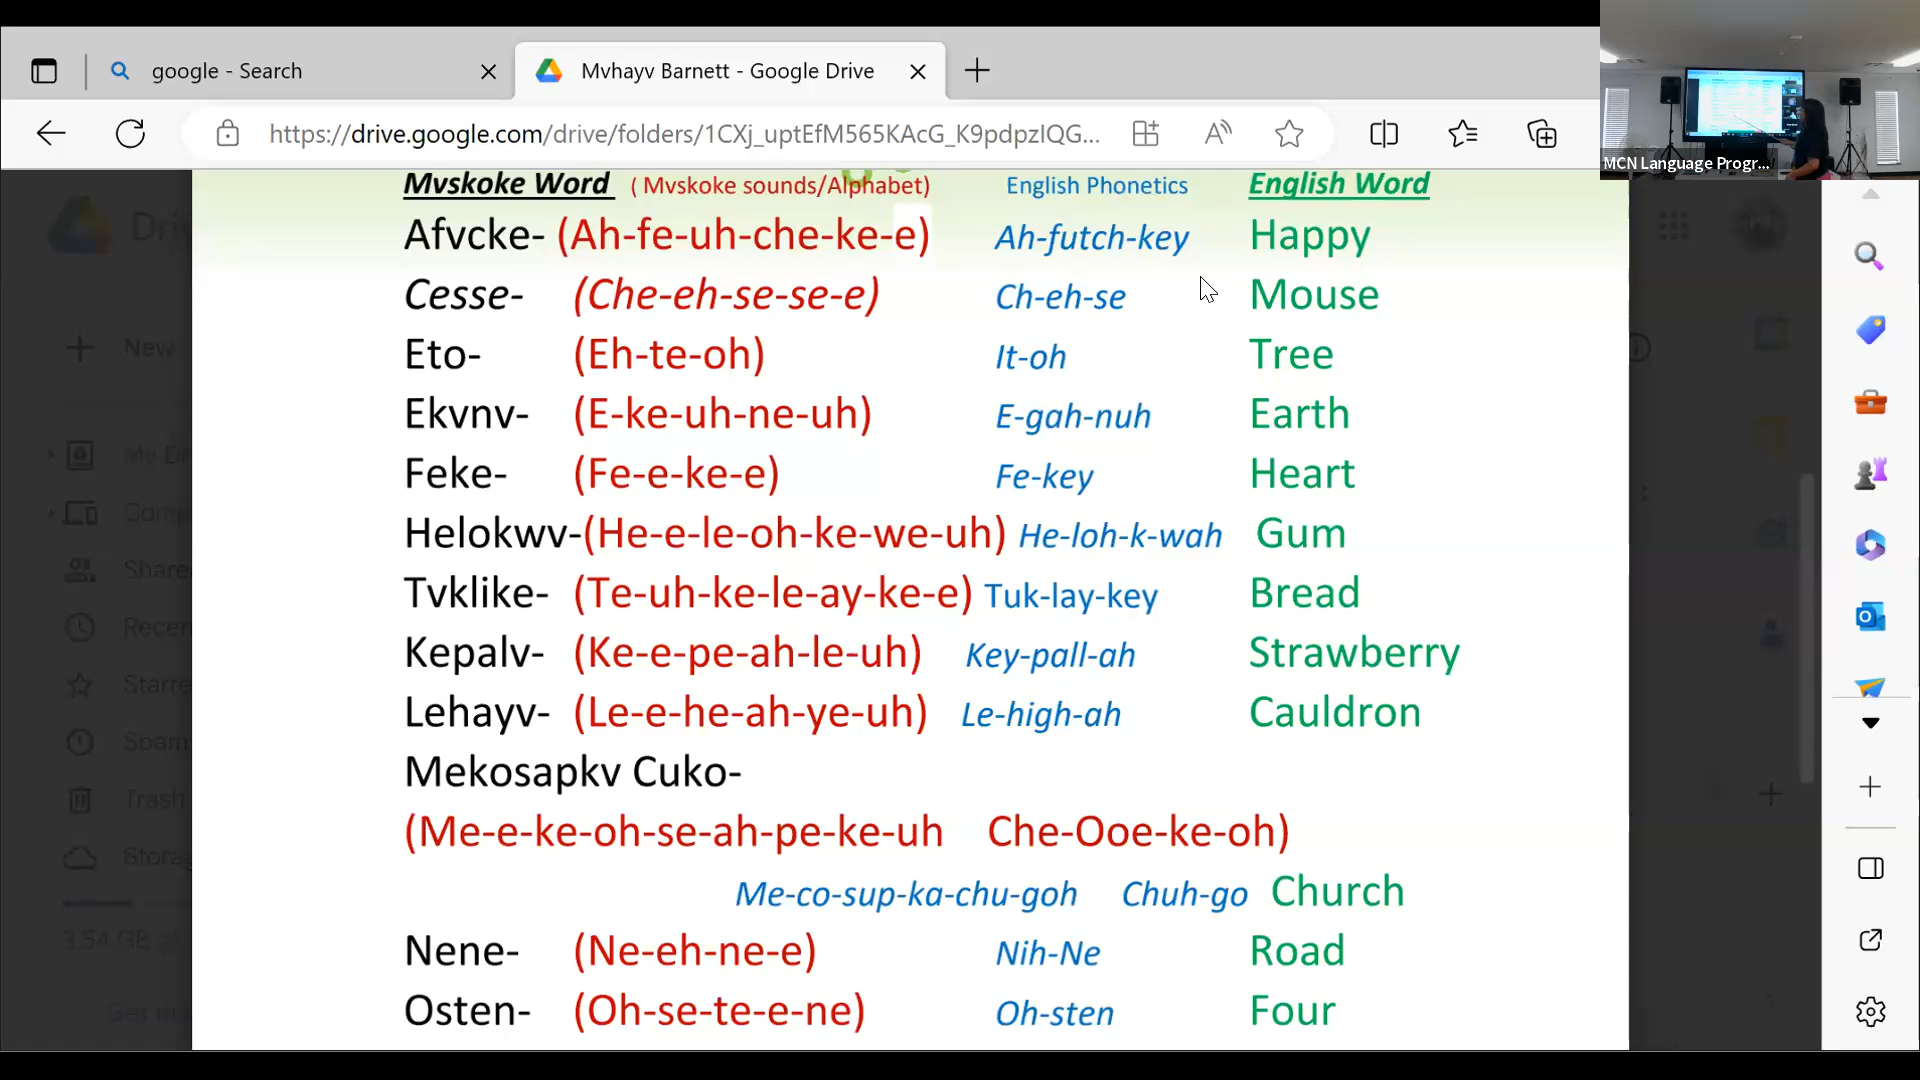 google - Search
Mvhayv Barnett - Google Drive
https://drive.google.com/drive/folders/1CXj_uptEfM565KAcG_K9pdpzIQG...
MCN Language Progr...
Mvskoke Word ( Mvskoke sounds/Alphabet) English Phonetics English Word
Afvcke- (Ah-fe-uh-che-ke-e) Ah-futch-key Happy
Cesse- (Che-eh-se-se-e) Ch-eh-se Mouse
Eto- (Eh-te-oh) It-oh Tree
Ekvnv- (E-ke-uh-ne-uh) E-gah-nuh Earth
Feke- (Fe-e-ke-e) Fe-key Heart
Helokwv-(He-e-le-oh-ke-we-uh) He-loh-k-wah Gum
Tvklike- (Te-uh-ke-le-ay-ke-e) Tuk-lay-key Bread
Kepalv- (Ke-e-pe-ah-le-uh) Key-pall-ah Strawberry
Lehayv- (Le-e-he-ah-ye-uh) Le-high-ah Cauldron
Mekosapkv Cuko-
(Me-e-ke-oh-se-ah-pe-ke-uh Che-Ooe-ke-oh)
Me-co-sup-ka-chu-goh Chuh-go Church
Nene- (Ne-eh-ne-e) Nih-Ne Road
Osten- (Oh-se-te-e-ne) Oh-sten Four
New
Trash